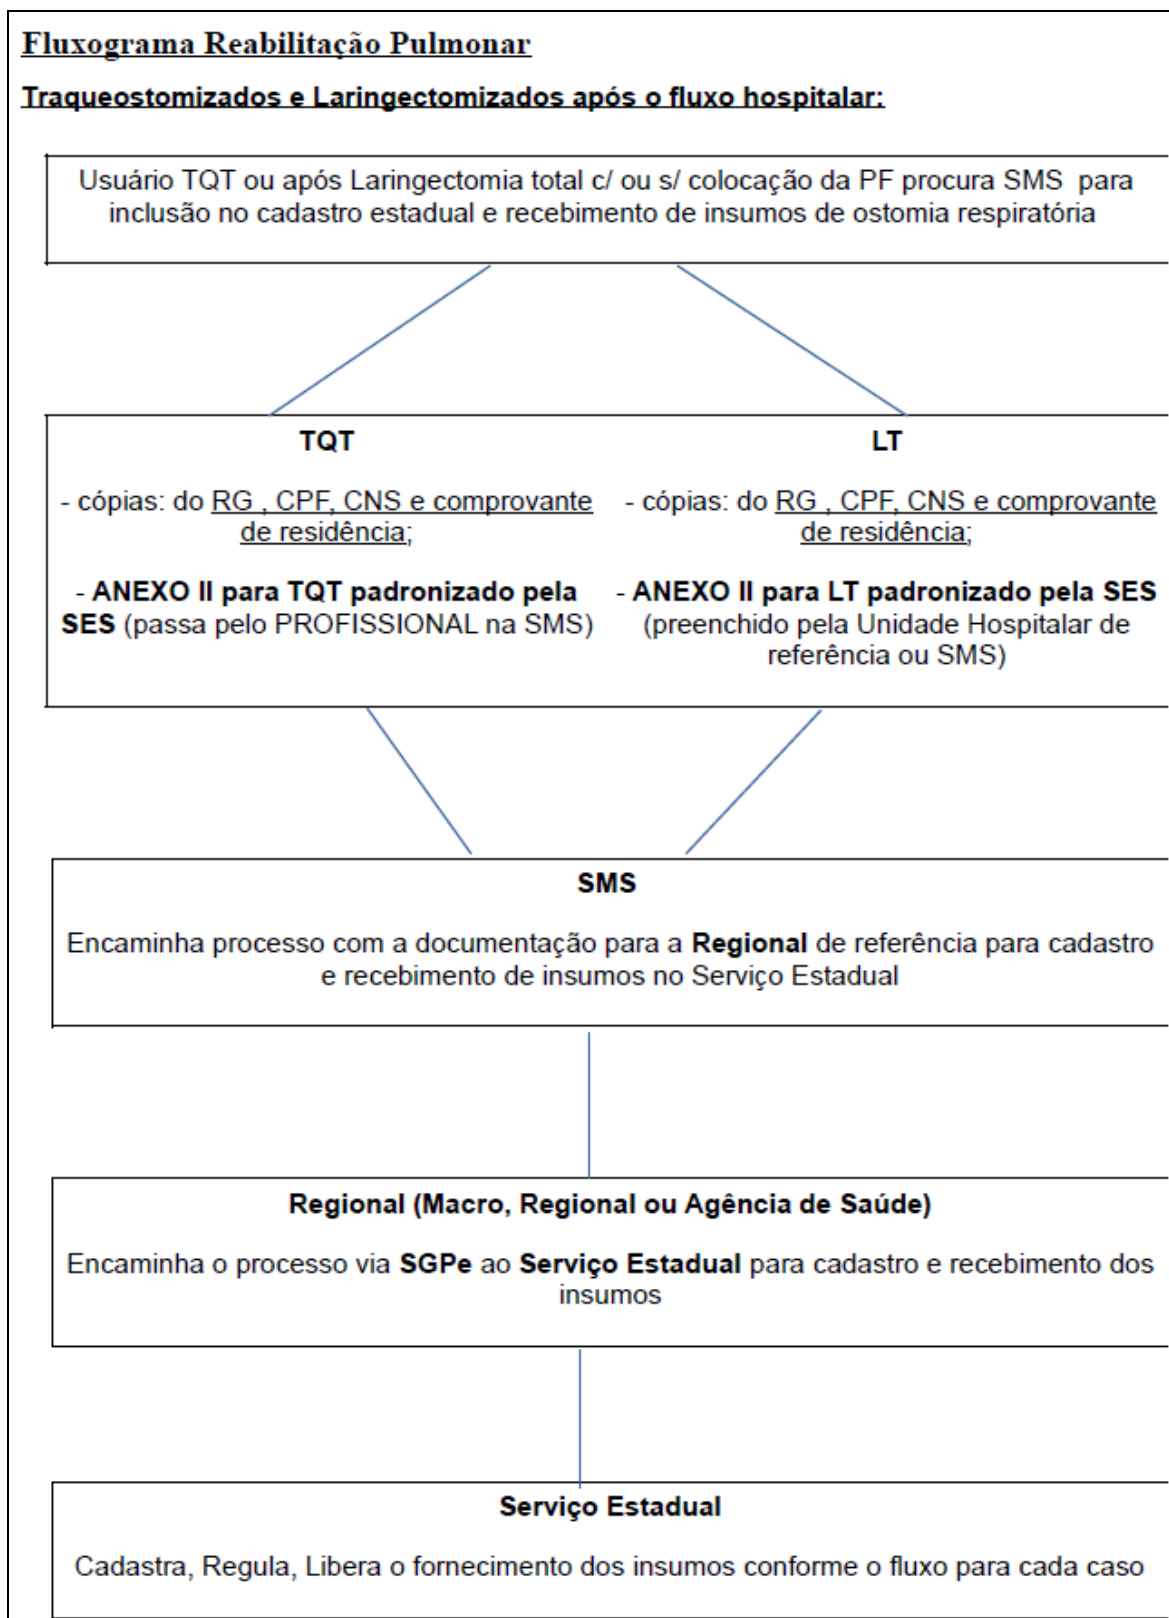 Fluxograma Reabilitação Pulmonar
Traqueostomizados e Laringectomizados após o fluxo hospitalar:
Usuário TQT ou após Laringectomia total c/ ou s/ colocação da PF procura SMS para
inclusão no cadastro estadual e recebimento de insumos de ostomia respiratória
TQT
- cópias: do RG , CPF, CNS e comprovante
de residência;
- ANEXO II para TQT padronizado pela
SES (passa pelo PROFISSIONAL na SMS)
LT
- cópias: do RG , CPF, CNS e comprovante
de residência;
- ANEXO II para LT padronizado pela SES
(preenchido pela Unidade Hospitalar de
referência ou SMS)
SMS
Encaminha processo com a documentação para a Regional de referência para cadastro
e recebimento de insumos no Serviço Estadual
Regional (Macro, Regional ou Agência de Saúde)
Encaminha o processo via SGPe ao Serviço Estadual para cadastro e recebimento dos
insumos
Serviço Estadual
Cadastra, Regula, Libera o fornecimento dos insumos conforme o fluxo para cada caso